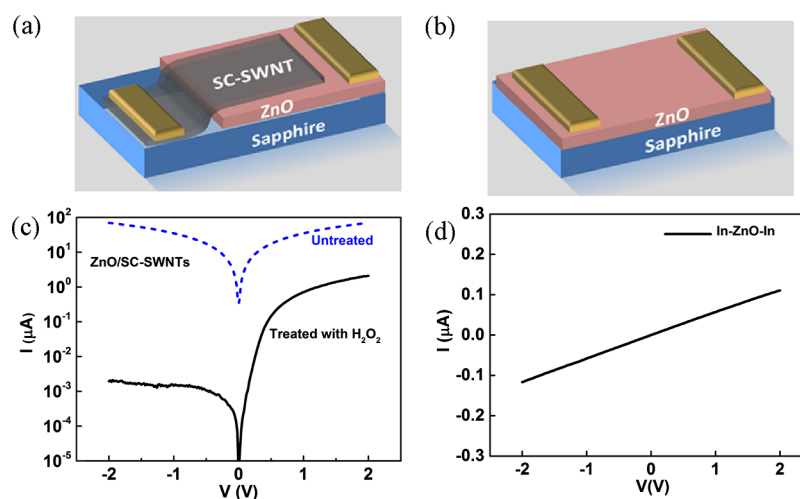 (a)
SC-SWNT
ZnO
Sapphire
(b)
ZnO
Sapphire
(c)
10²
10¹
10⁰
10⁻¹
10⁻²
10⁻³
10⁻⁴
10⁻⁵
I (μA)
Untreated
ZnO/SC-SWNTs
Treated with H₂O₂
-2 -1 0 1 2
V (V)
(d)
0.3
0.2
0.1
0.0
-0.1
-0.2
-0.3
I (μA)
In-ZnO-In
-2 -1 0 1 2
V(V)